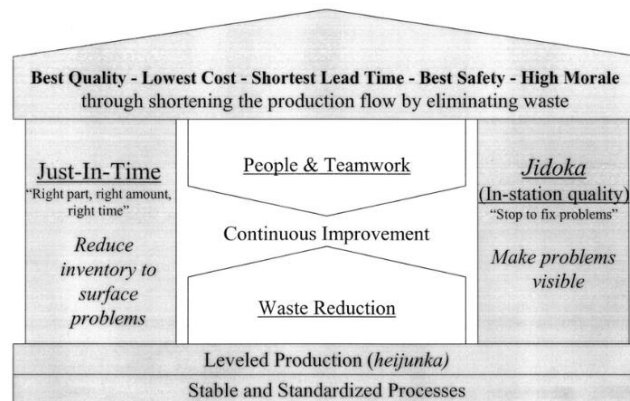 Best Quality - Lowest Cost - Shortest Lead Time - Best Safety - High Morale
through shortening the production flow by eliminating waste
Just-In-Time
“Right part, right amount,
right time”
Reduce
inventory to
surface
problems
People & Teamwork
Continuous Improvement
Waste Reduction
Jidoka
(In-station quality)
“Stop to fix problems”
Make problems
visible
Leveled Production (heijunka)
Stable and Standardized Processes